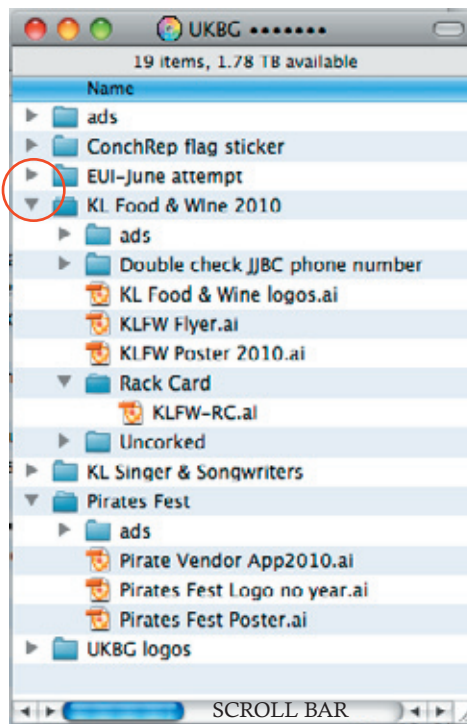 UKBG •••••••
19 items, 1.78 TB available
Name
ads
ConchRep flag sticker
EUI-June attempt
KL Food & WIne 2010
ads
Double check JJBC phone number
KL Food & Wine logos.ai
KLFW Flyer.ai
KLFW Poster 2010.ai
Rack Card
KLFW-RC.aI
Uncorked
KL Singer & Songwriters
Pirates Fest
ads
Pirate Vendor App2010.ai
Pirates Fest Logo no year.ai
Pirates Fest Poster.ai
UKBG logos
SCROLL BAR